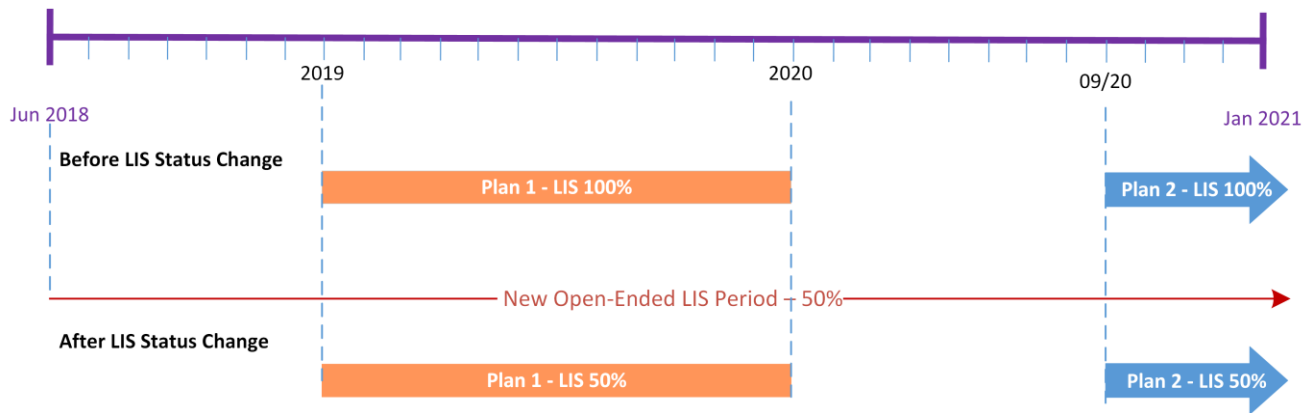 2019
2020
09/20
Jun 2018
Jan 2021
Before LIS Status Change
Plan 1 - LIS 100%
Plan 2 - LIS 100%
New Open-Ended LIS Period – 50%
After LIS Status Change
Plan 1 - LIS 50%
Plan 2 - LIS 50%